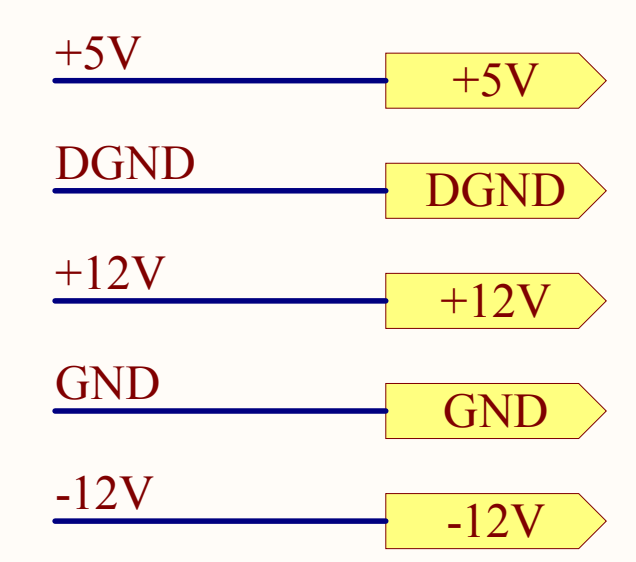 +5V
+5V
DGND
DGND
+12V
+12V
GND
GND
-12V
-12V